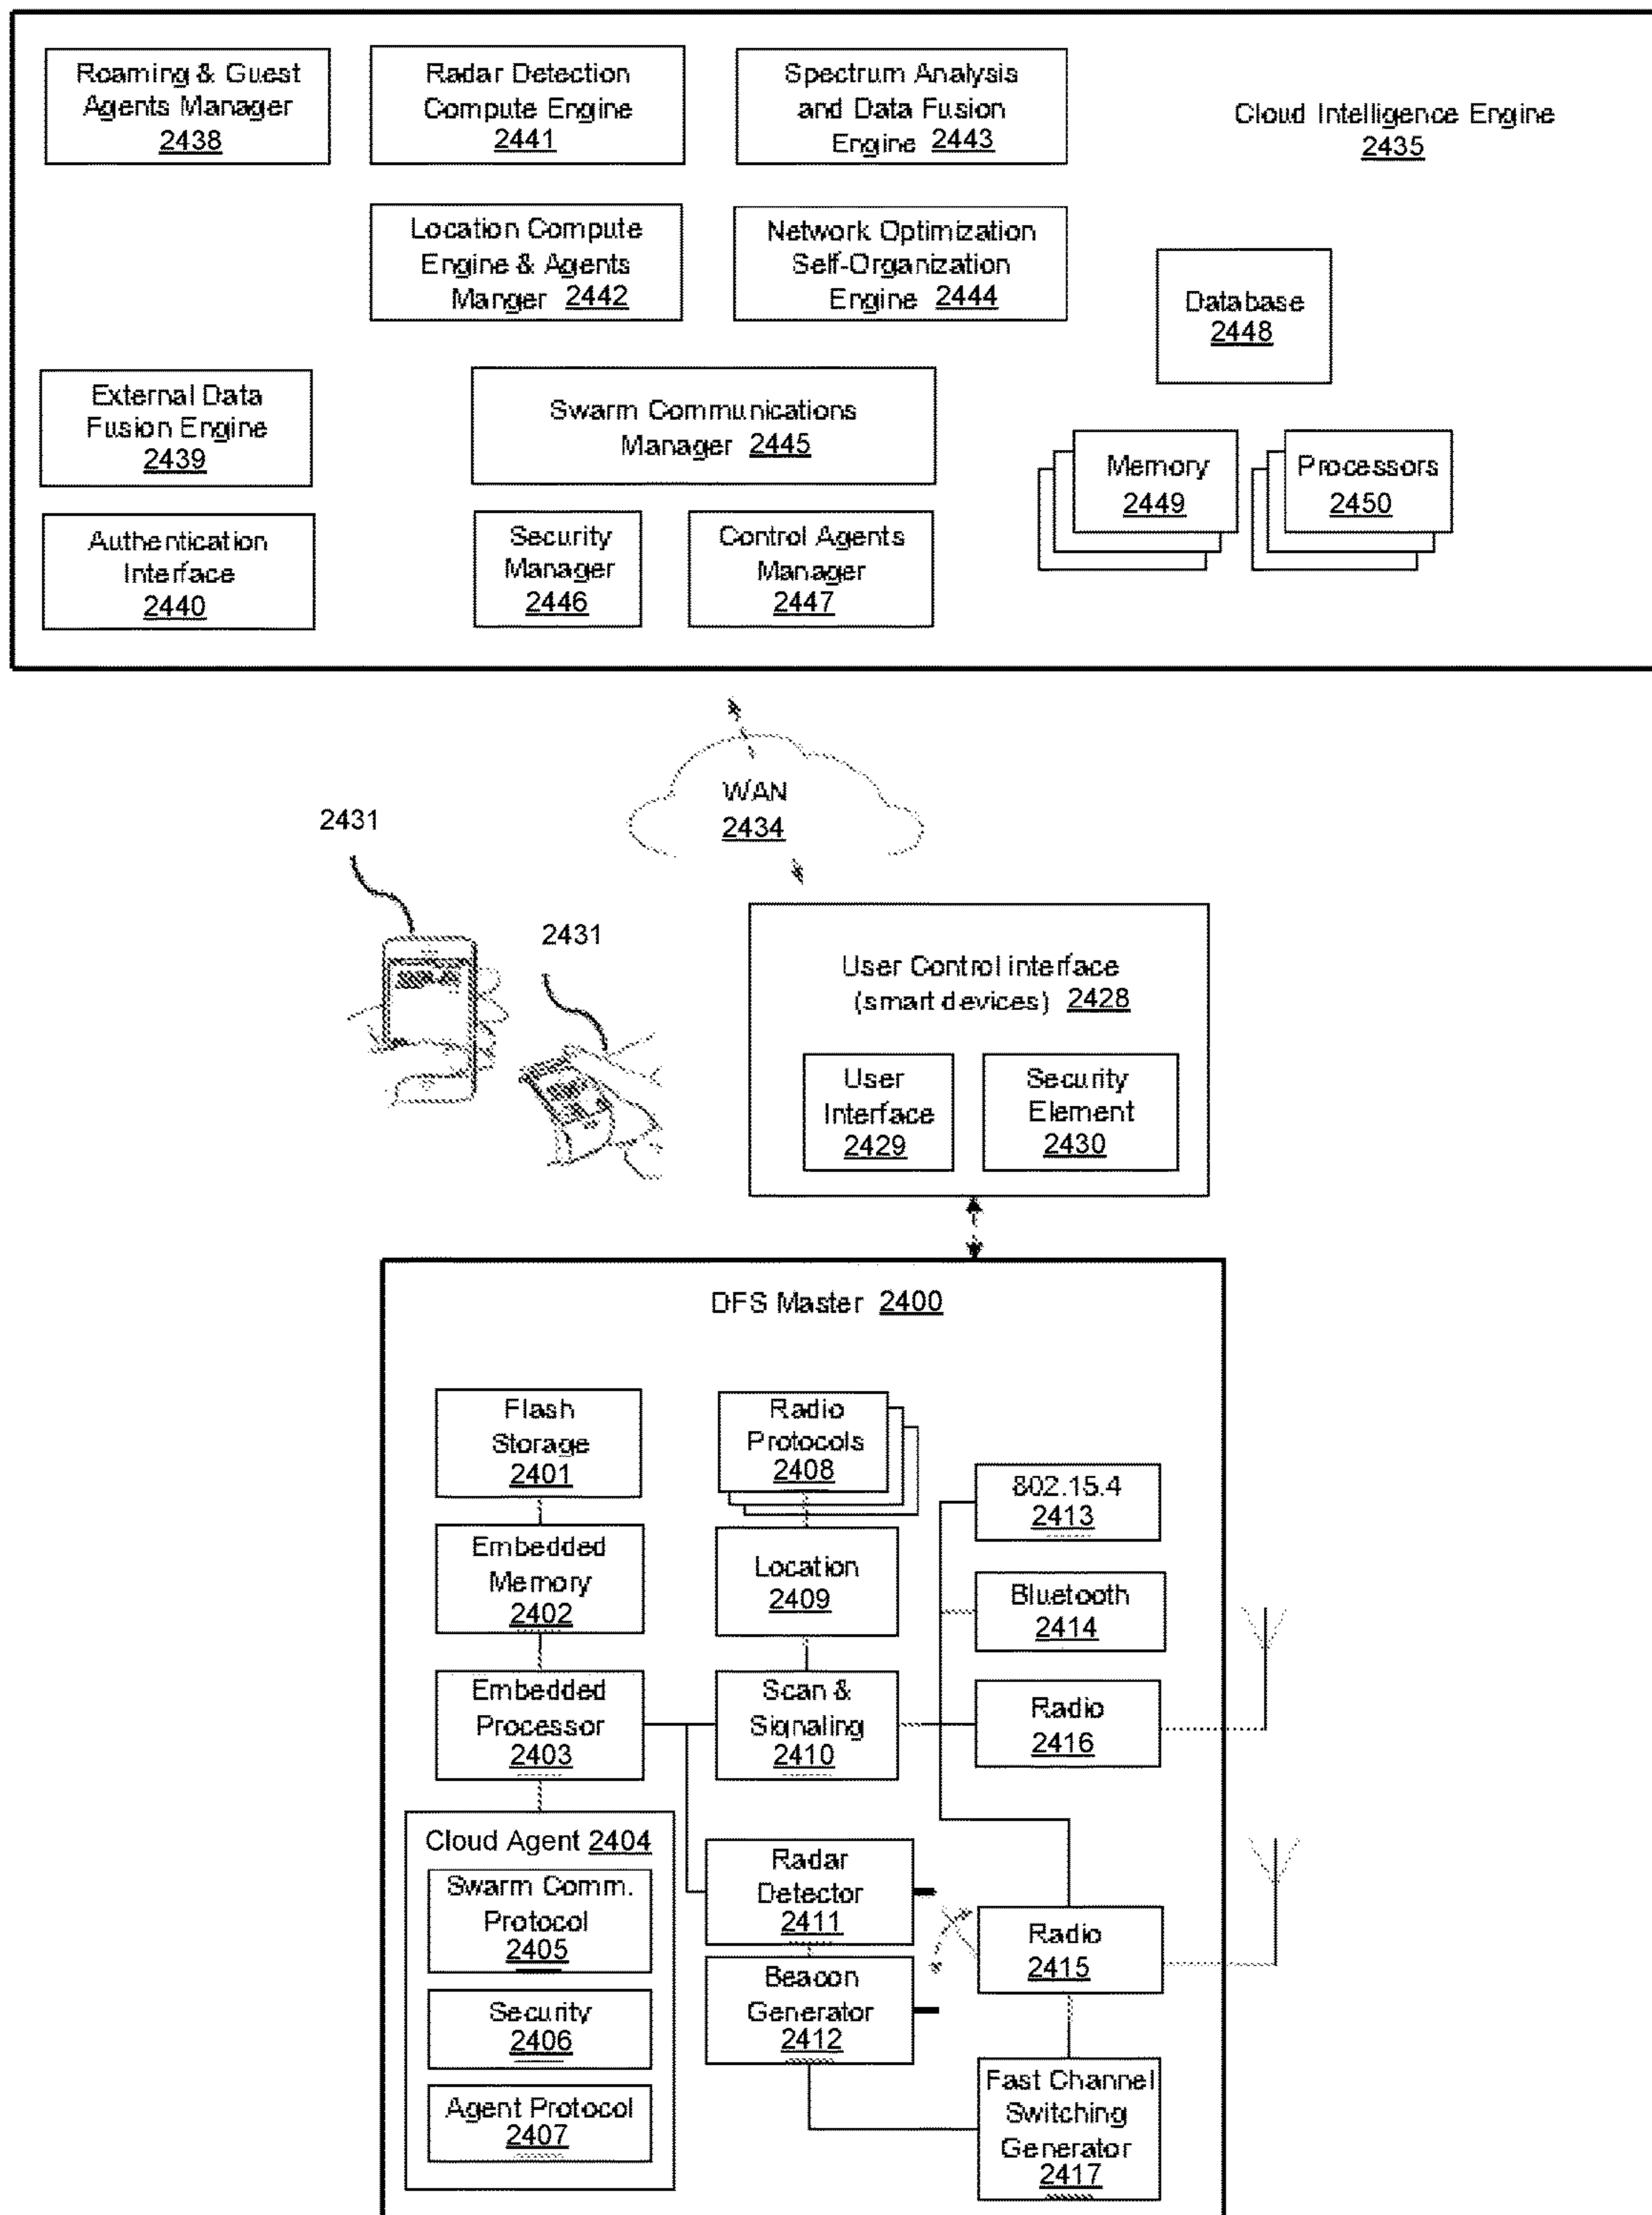 Roaming & Guest
Agents Manager
2438
Radar Detection
Compute Engine
2441
Spectrum Analysis
and Data Fusion
Engine 2443
Cloud Intelligence Engine
2435
Location Compute
Engine & Agents
Manger 2442
Network Optimization
Self-Organization
Engine 2444
Database
2448
External Data
Fusion Engine
2439
Swarm Communications
Manager 2445
Memory
2449
Processors
2450
Authentication
Interface
2440
Security
Manager
2446
Control Agents
Manager
2447
WAN
2434
2431
2431
User Control interface
(smart devices) 2428
User
Interface
2429
Security
Element
2430
DFS Master 2400
Flash
Storage
2401
Radio
Protocols
2408
802.15.4
2413
Embedded
Memory
2402
Location
2409
Bluetooth
2414
Embedded
Processor
2403
Scan &
Signaling
2410
Radio
2416
Cloud Agent 2404
Swarm Comm.
Protocol
2405
Security
2406
Agent Protocol
2407
Radar
Detector
2411
Beacon
Generator
2412
Radio
2415
Fast Channel
Switching
Generator
2417